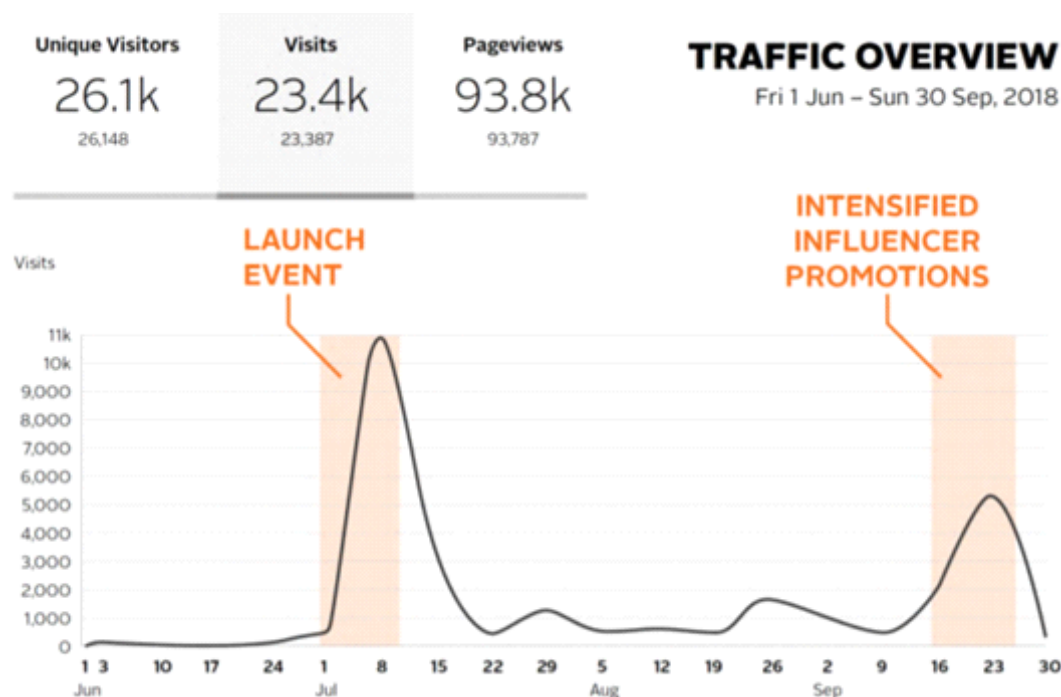 Unique Visitors
26.1k
26,148
Visits
23.4k
23,387
Pageviews
93.8k
93,787
TRAFFIC OVERVIEW
Fri 1 Jun – Sun 30 Sep, 2018
LAUNCH
EVENT
INTENSIFIED
INFLUENCER
PROMOTIONS
Visits
11k
10k
9,000
8,000
7,000
6,000
5,000
4,000
3,000
2,000
1,000
0
1 3 10 17 24 1 8 15 22 29 5 12 19 26 2 9 16 23 30
Jun Jul Aug Sep